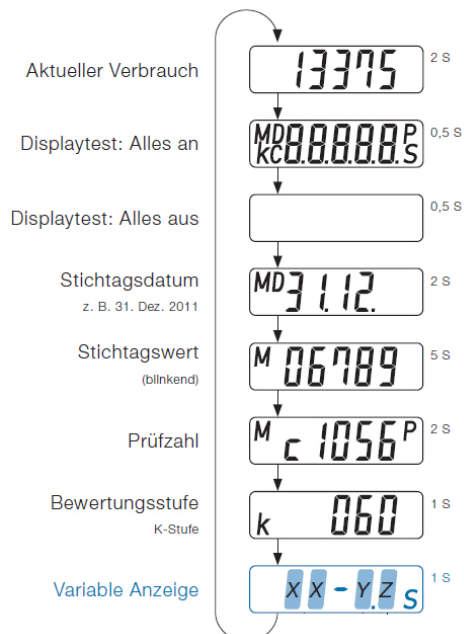 Aktueller Verbrauch 13375 2 S
Displaytest: Alles an MD 8.8.8.8.8. P 0,5 S
kC S
Displaytest: Alles aus 0,5 S
Stichtagsdatum MD 31.12. 2 S
z. B. 31. Dez. 2011
Stichtagswert M 06789 5 S
(blinkend)
Prüfzahl M c 1056 P 2 S
Bewertungsstufe k 060 1 S
K-Stufe
Variable Anzeige X X - Y.Z S 1 S